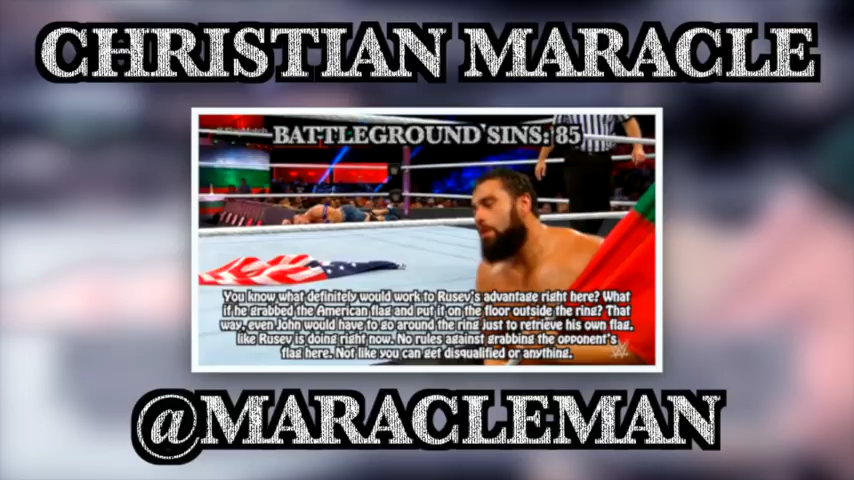 CHRISTIAN MARACLE
BATTLEGROUND SINS: 85
You know what definitely would work to Rusev's advantage right here? What
if he grabbed the American flag and put it on the floor outside the ring? That
way, even John would have to go around the ring just to retrieve his own flag,
like Rusev is doing right now. No rules against grabbing the opponent's
flag here. Not like you can get disqualified or anything.
@MARACLEMAN